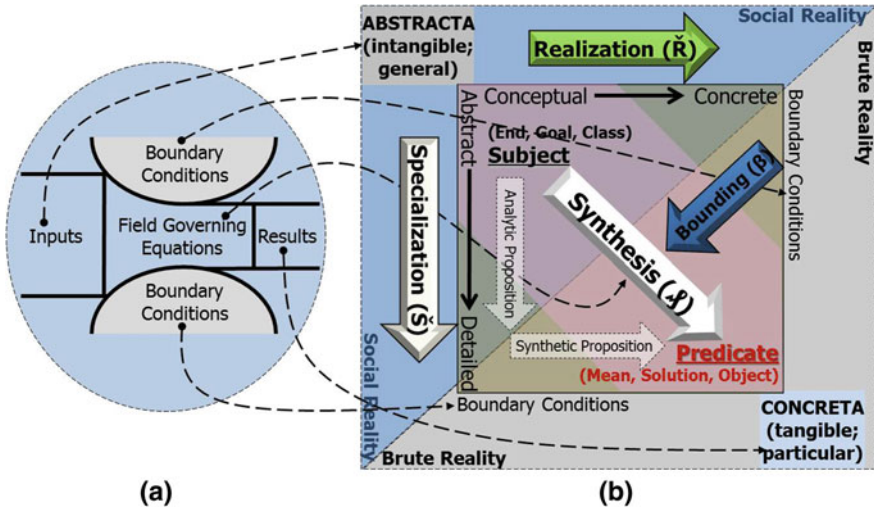 Boundary
Conditions
Inputs
Field Governing
Equations
Results
Boundary
Conditions
(a)
ABSTRACTA
(intangible;
general)
Social Reality
Realization (Ř)
Brute Reality
Conceptual
Concrete
Abstract
Detailed
(End, Goal, Class)
Subject
Boundary Conditions
Specialization (Š)
Analytic Proposition
Synthesis (𝒮)
Bounding (β)
Synthetic Proposition
Predicate
(Mean, Solution, Object)
Boundary Conditions
Social Reality
Brute Reality
CONCRETA
(tangible;
particular)
(b)